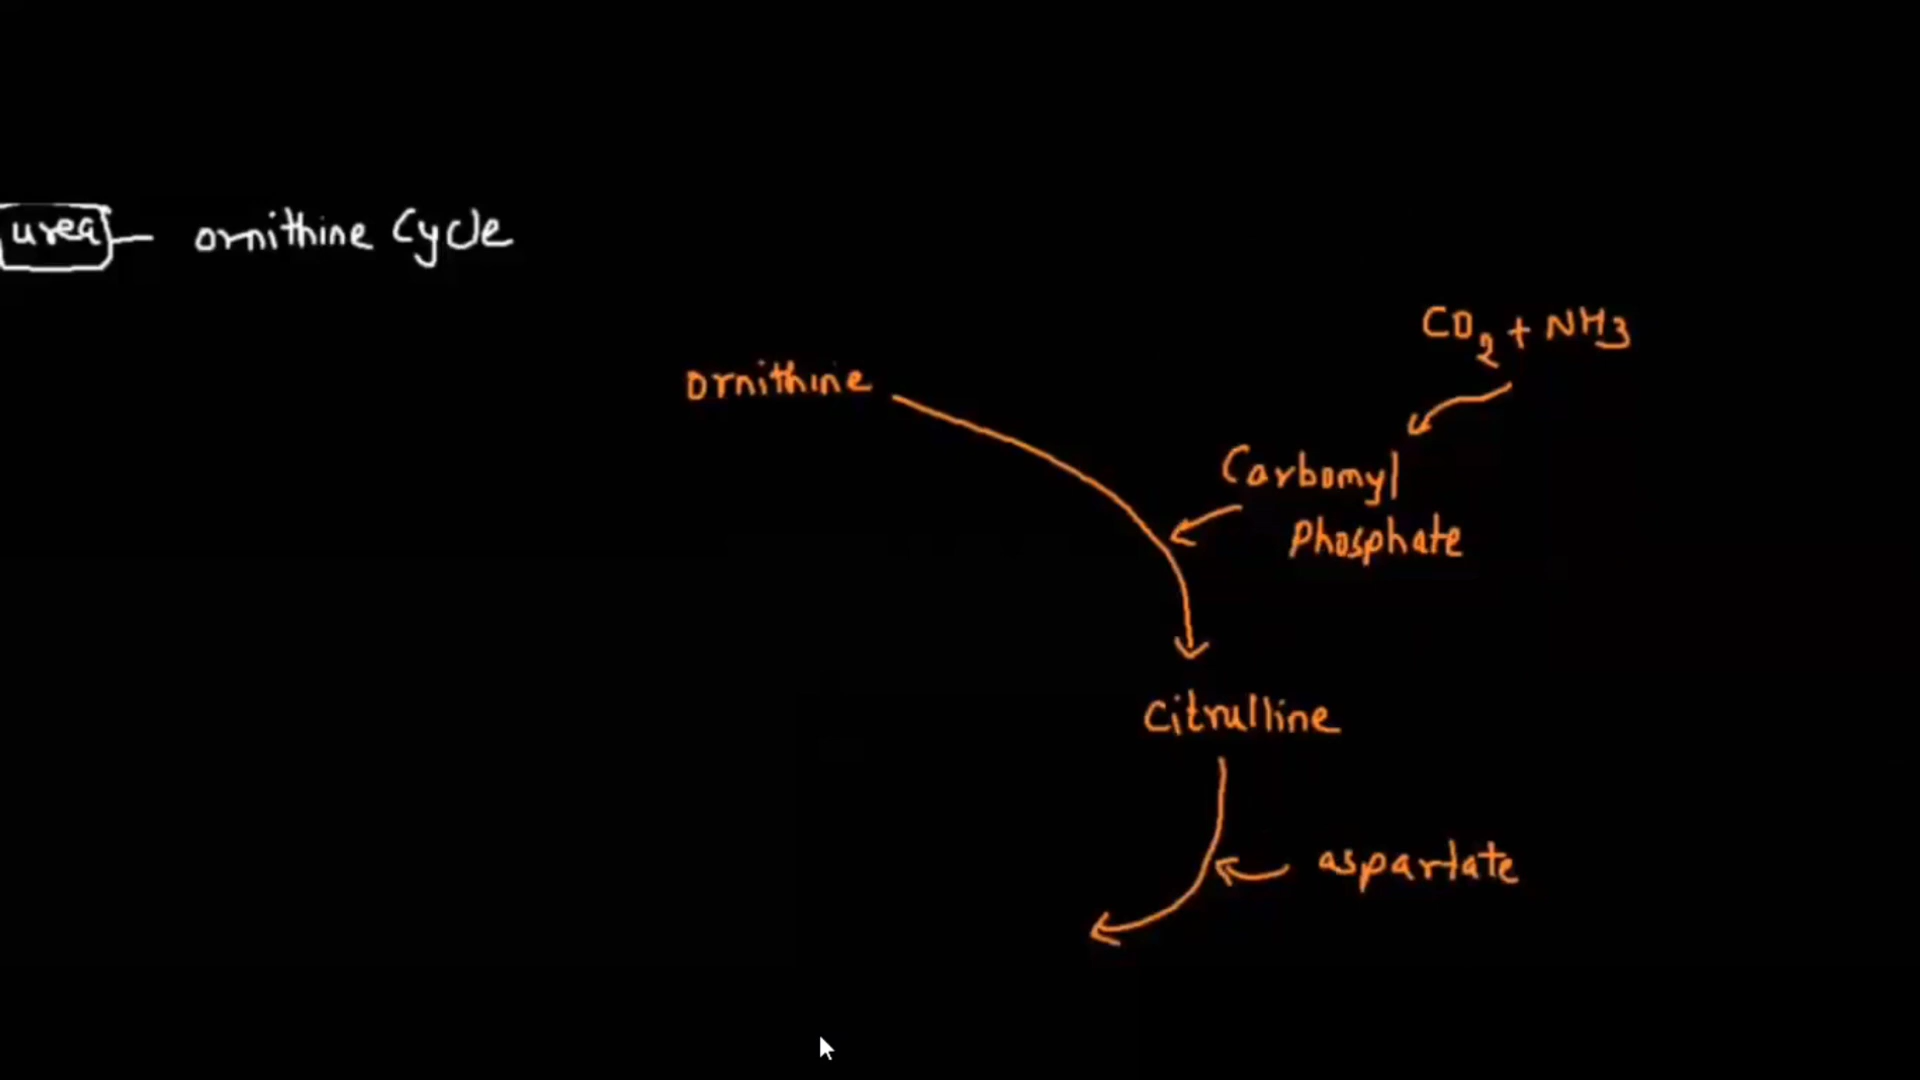 urea - ornithine Cycle
CO2 + NH3
ornithine
Carbomyl
Phosphate
Citrulline
aspartate